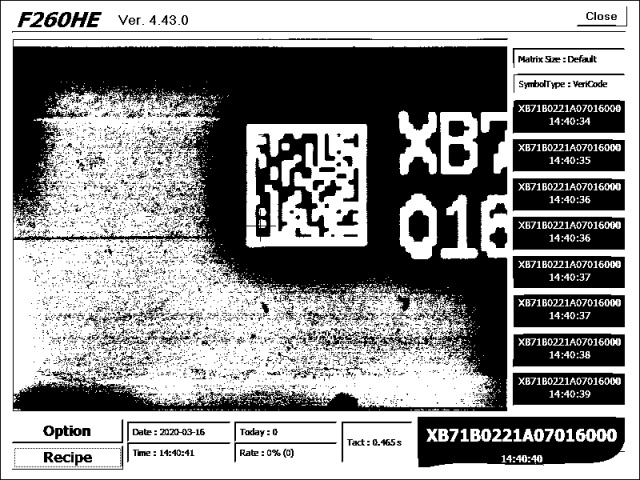 F260HE Ver. 4.43.0
Close
Matrix Size : Default
SymbolType : VeriCode
XB71B0221A07016000
14:40:34
XB71B0221A07016000
14:40:35
XB71B0221A07016000
14:40:36
XB71B0221A07016000
14:40:36
XB71B0221A07016000
14:40:37
XB71B0221A07016000
14:40:37
XB71B0221A07016000
14:40:38
XB71B0221A07016000
14:40:39
XB7
016
Option
Recipe
Date : 2020-03-16
Time : 14:40:41
Today : 0
Rate : 0% (0)
Tact : 0.465 s
XB71B0221A07016000
14:40:40